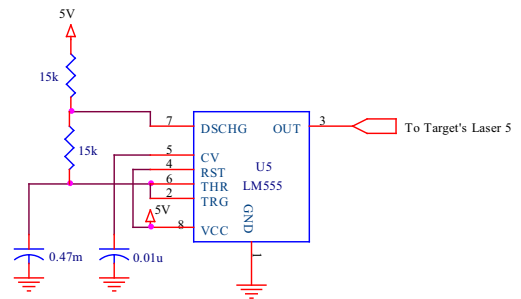 5V
15k
15k
7 DSCHG OUT 3 To Target's Laser 5
5 CV
4 RST U5
6 THR LM555
2 TRG
5V
8 VCC
GND
1
0.47m 0.01u